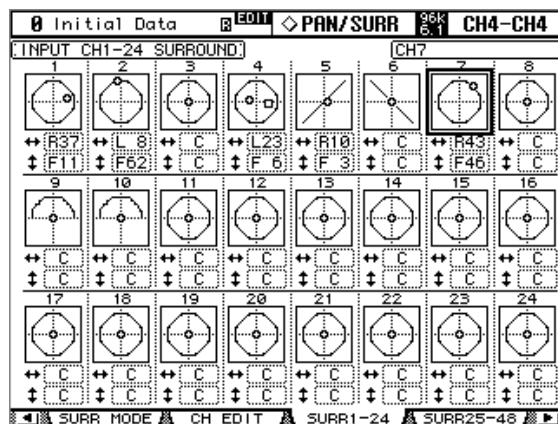 0 Initial Data EDIT PAN/SURR 96k 6.1 CH4-CH4
INPUT CH1-24 SURROUND CH7
1 2 3 4 5 6 7 8
R37 L 8 C L23 R10 C R43 C
F11 F62 C F 6 F 3 C F46 C
9 10 11 12 13 14 15 16
C C C C C C C C
C C C C C C C C
17 18 19 20 21 22 23 24
C C C C C C C C
C C C C C C C C
SURR MODE CH EDIT SURR1-24 SURR25-48